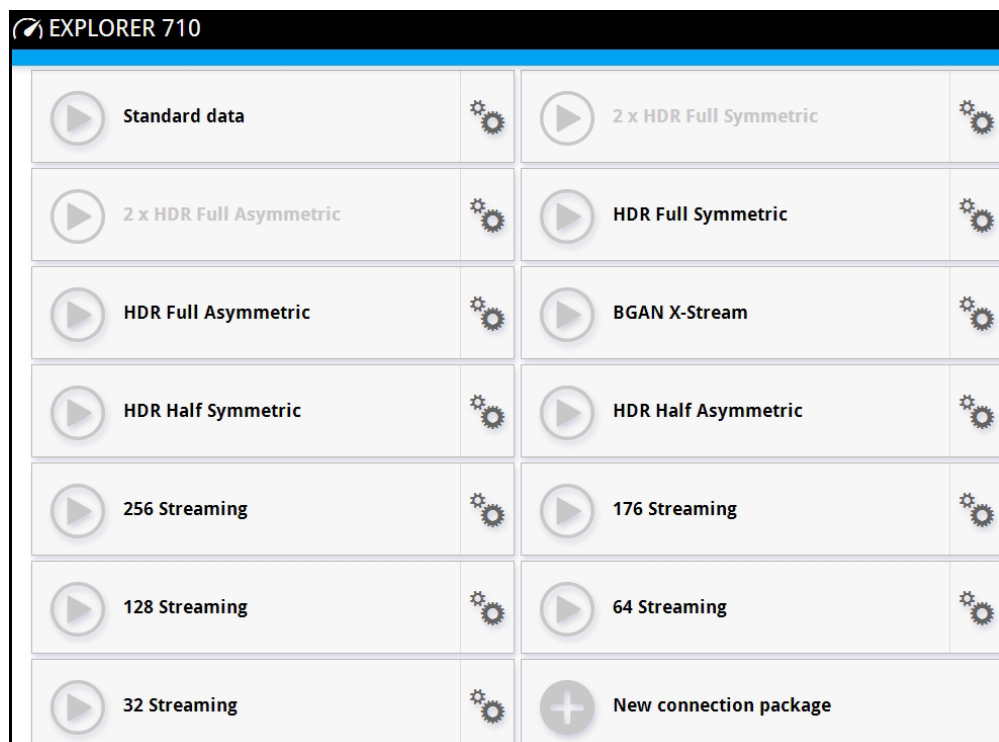 EXPLORER 710
Standard data
2 x HDR Full Symmetric
2 x HDR Full Asymmetric
HDR Full Symmetric
HDR Full Asymmetric
BGAN X-Stream
HDR Half Symmetric
HDR Half Asymmetric
256 Streaming
176 Streaming
128 Streaming
64 Streaming
32 Streaming
New connection package